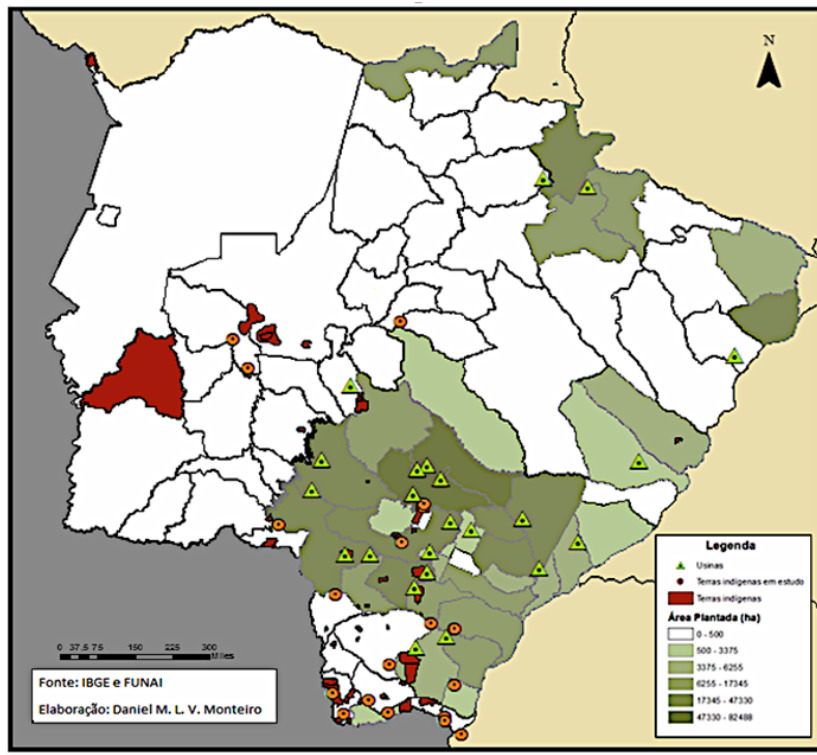 N
Legenda
Usinas
Terras indígenas em estudo
Terras indígenas
Área Plantada (ha)
0 - 500
500 - 3375
3375 - 6255
6255 - 17345
17345 - 47330
47330 - 82488
0 37,5 75 150 225 300
Miles
Fonte: IBGE e FUNAI
Elaboração: Daniel M. L. V. Monteiro